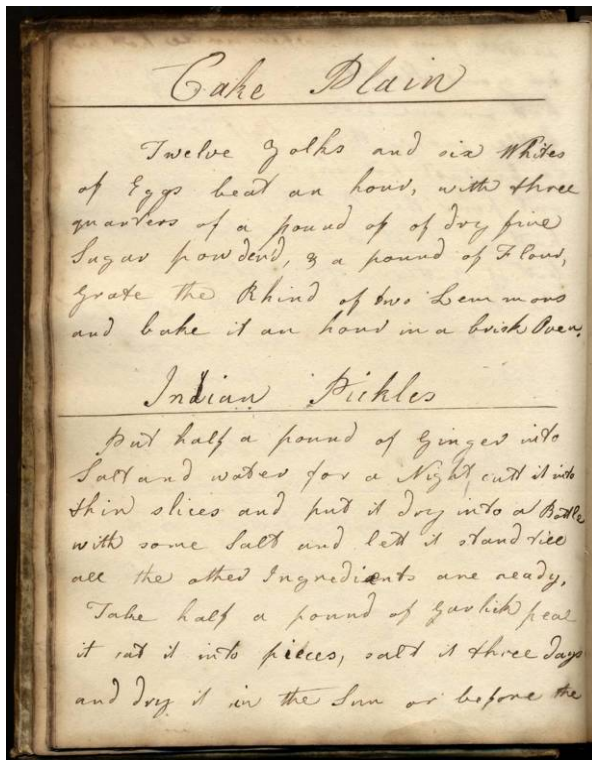 Cake Plain
Twelve Yolks and six Whites
of Eggs beat an hour, with three
quarters of a pound of of dry fine
Sugar powderd, & a pound of Flour,
grate the Rhind of two Lemmons
and bake it an hour in a brisk Oven.
Indian Pickles
Put half a pound of Ginger into
Salt and water for a Night, cutt it into
thin slices and put it dry into a Bottle
with some Salt and lett it stand till
all the other Ingredients are ready,
Take half a pound of Garlick peal
it cut it into pieces, salt it three days
and dry it in the Sun or before the